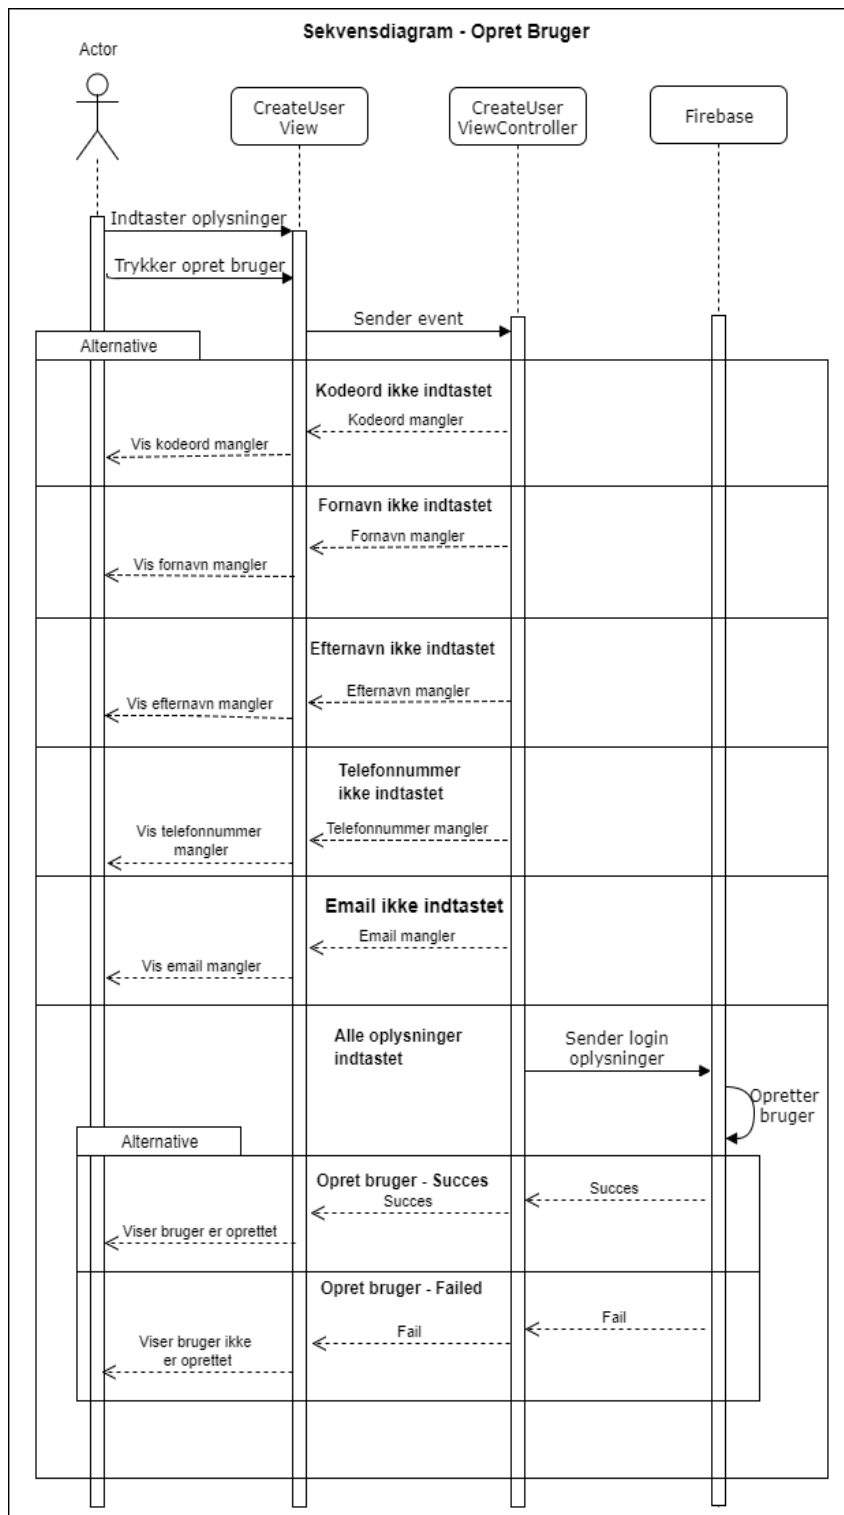 Sekvensdiagram - Opret Bruger
Actor
CreateUser
View
CreateUser
ViewController
Firebase
Indtaster oplysninger
Trykker opret bruger
Sender event
Alternative
Kodeord ikke indtastet
Kodeord mangler
Vis kodeord mangler
Fornavn ikke indtastet
Fornavn mangler
Vis fornavn mangler
Efternavn ikke indtastet
Efternavn mangler
Vis efternavn mangler
Telefonnummer
ikke indtastet
Telefonnummer mangler
Vis telefonnummer
mangler
Email ikke indtastet
Email mangler
Vis email mangler
Alle oplysninger
indtastet
Sender login
oplysninger
Opretter
bruger
Alternative
Opret bruger - Succes
Succes
Succes
Viser bruger er oprettet
Opret bruger - Failed
Fail
Fail
Viser bruger ikke
er oprettet